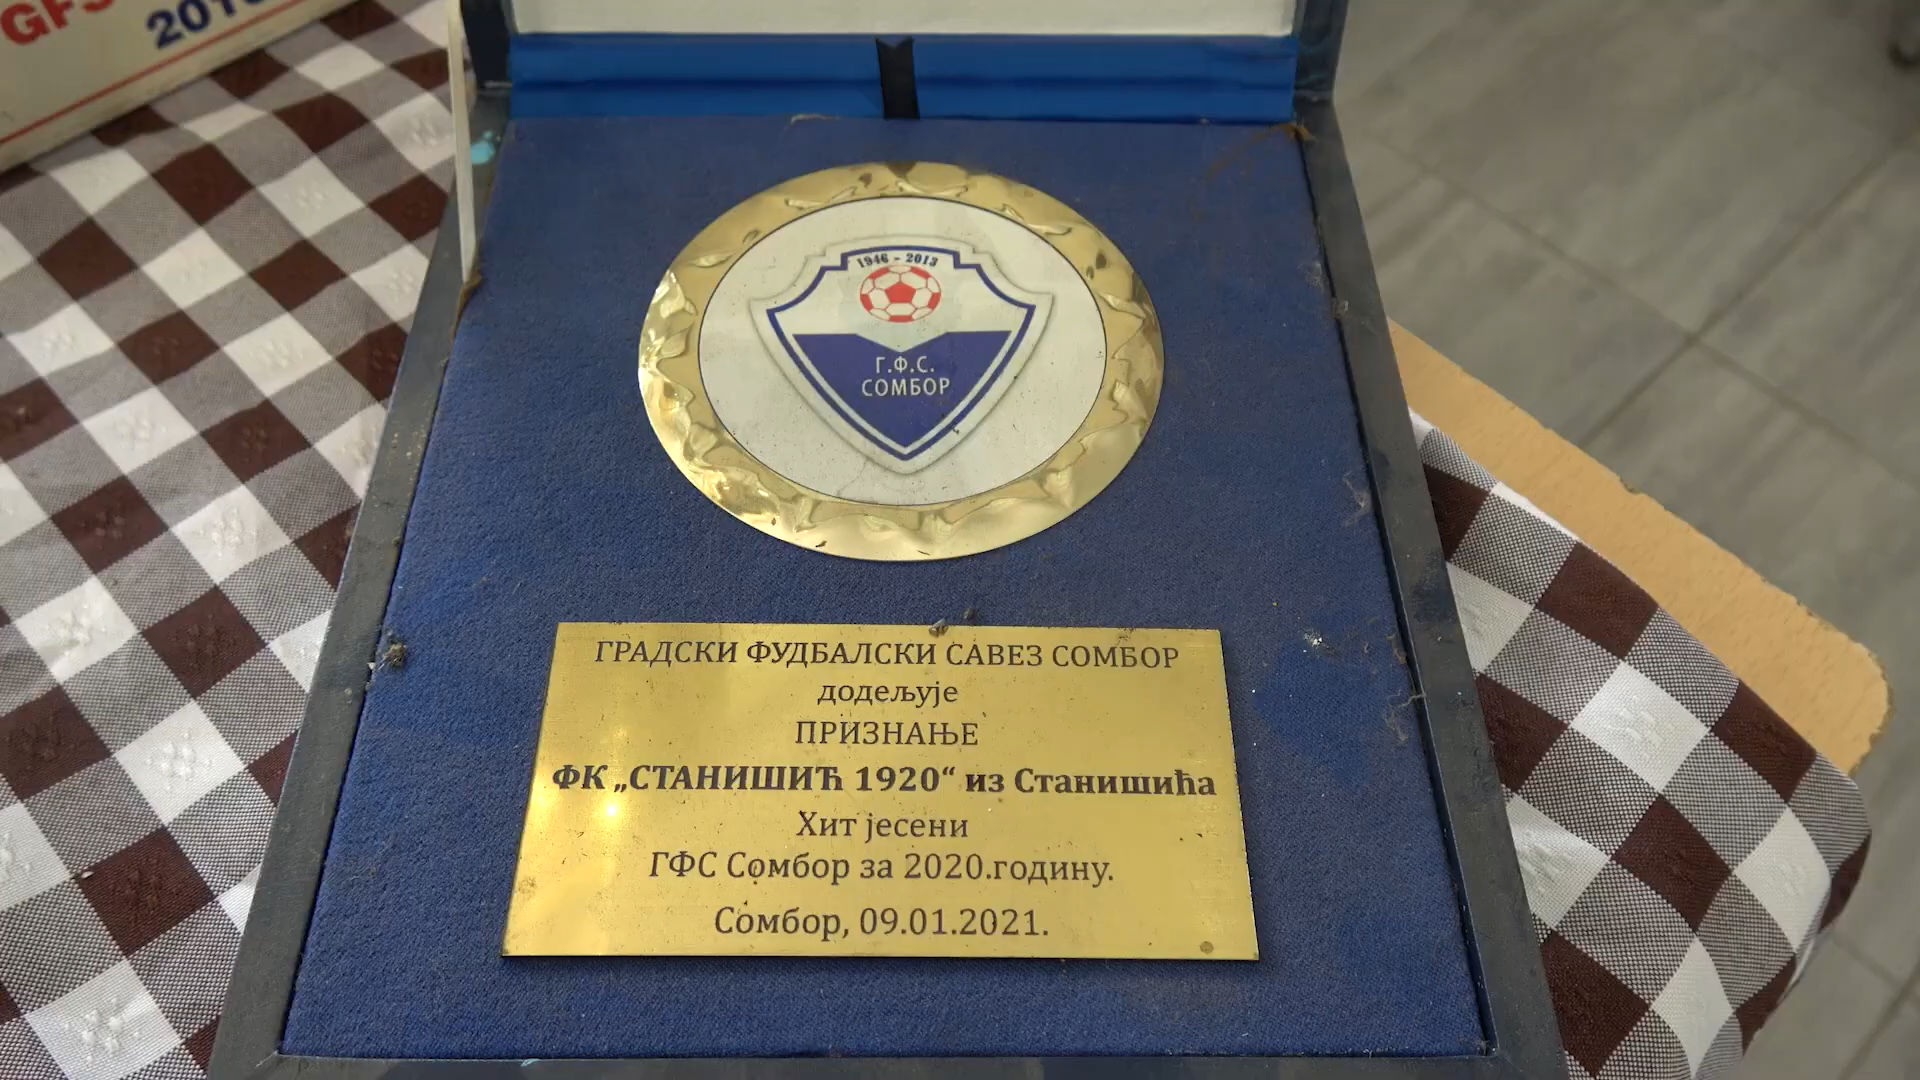 1946 - 2013
Г.Ф.С.
СОМБОР
ГРАДСКИ ФУДБАЛСКИ САВЕЗ СОМБОР
додељује
ПРИЗНАЊЕ
ФК „СТАНИШИЋ 1920“ из Станишића
Хит јесени
ГФС Сомбор за 2020.годину.
Сомбор, 09.01.2021.